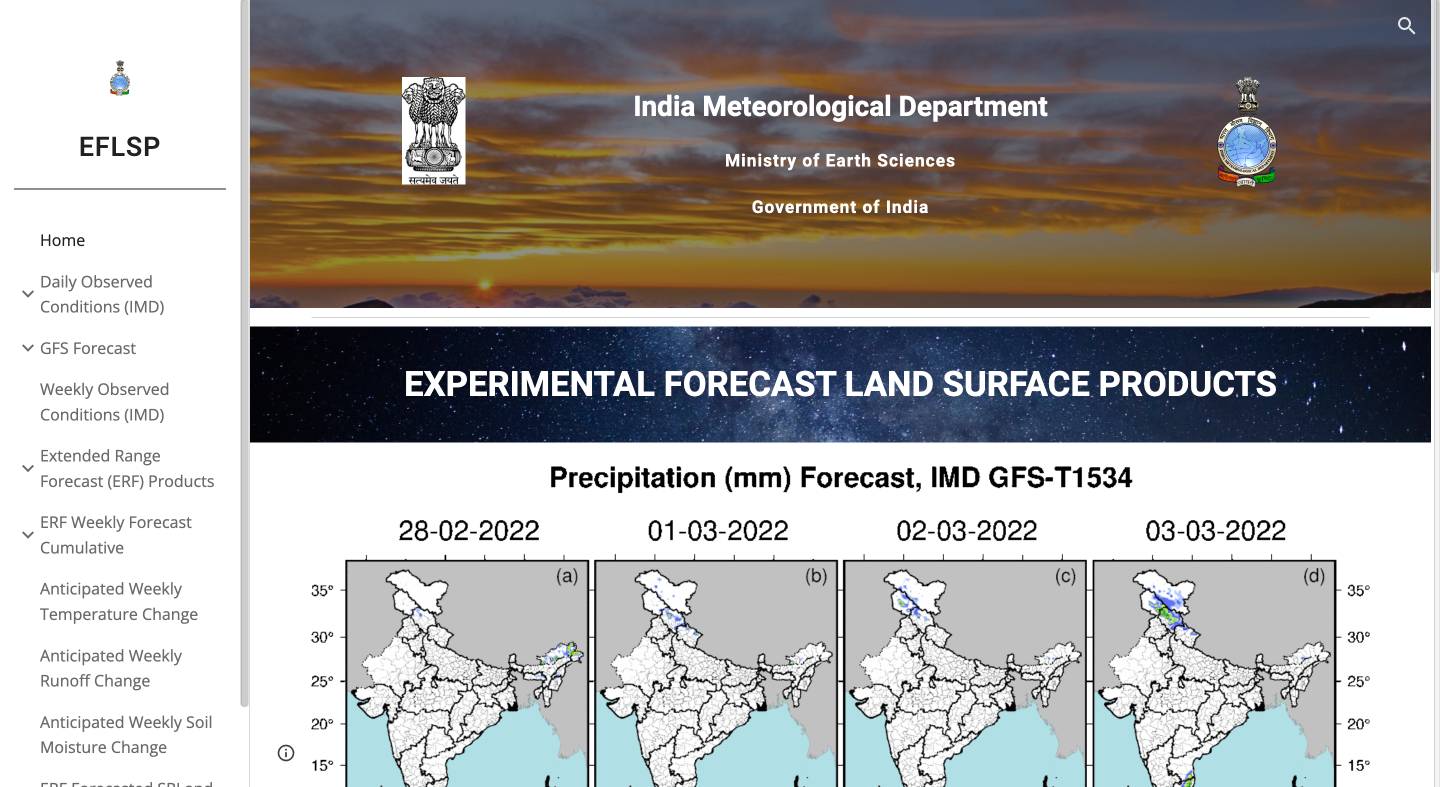 EFLSP
Home
Daily Observed
Conditions (IMD)
GFS Forecast
Weekly Observed
Conditions (IMD)
Extended Range
Forecast (ERF) Products
ERF Weekly Forecast
Cumulative
Anticipated Weekly
Temperature Change
Anticipated Weekly
Runoff Change
Anticipated Weekly Soil
Moisture Change
सत्यमेव जयते
India Meteorological Department
Ministry of Earth Sciences
Government of India
EXPERIMENTAL FORECAST LAND SURFACE PRODUCTS
Precipitation (mm) Forecast, IMD GFS-T1534
28-02-2022 01-03-2022 02-03-2022 03-03-2022
(a) (b) (c) (d)
35° 35°
30° 30°
25° 25°
20° 20°
15° 15°